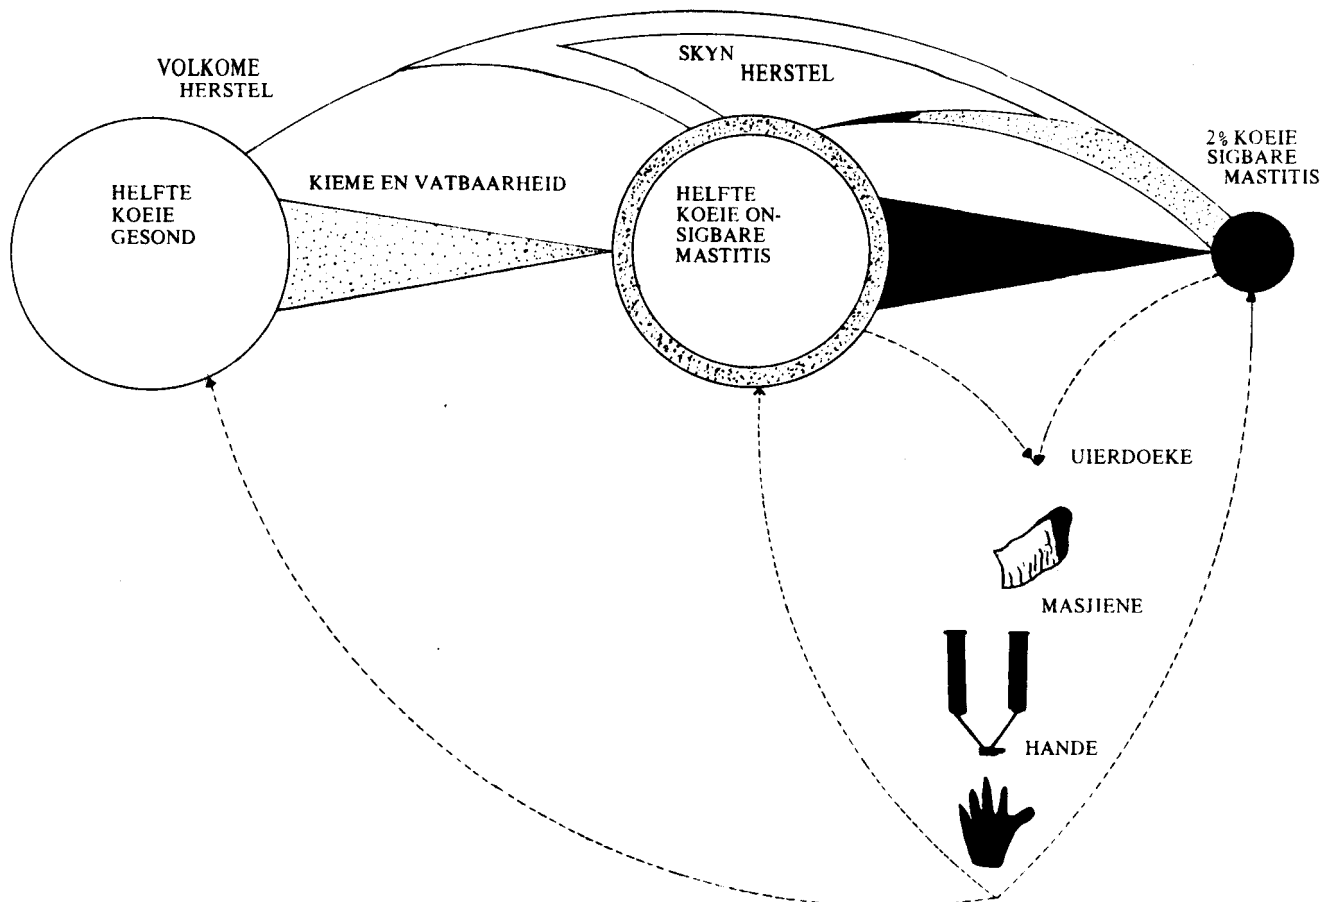 VOLKOME
HERSTEL
SKYN
HERSTEL
2% KOEIE
SIGBARE
MASTITIS
HELFTE
KOEIE
GESOND
KIEME EN VATBAARHEID
HELFTE
KOEIE ON-
SIGBARE
MASTITIS
UIERDOEKE
MASJIENE
HANDE